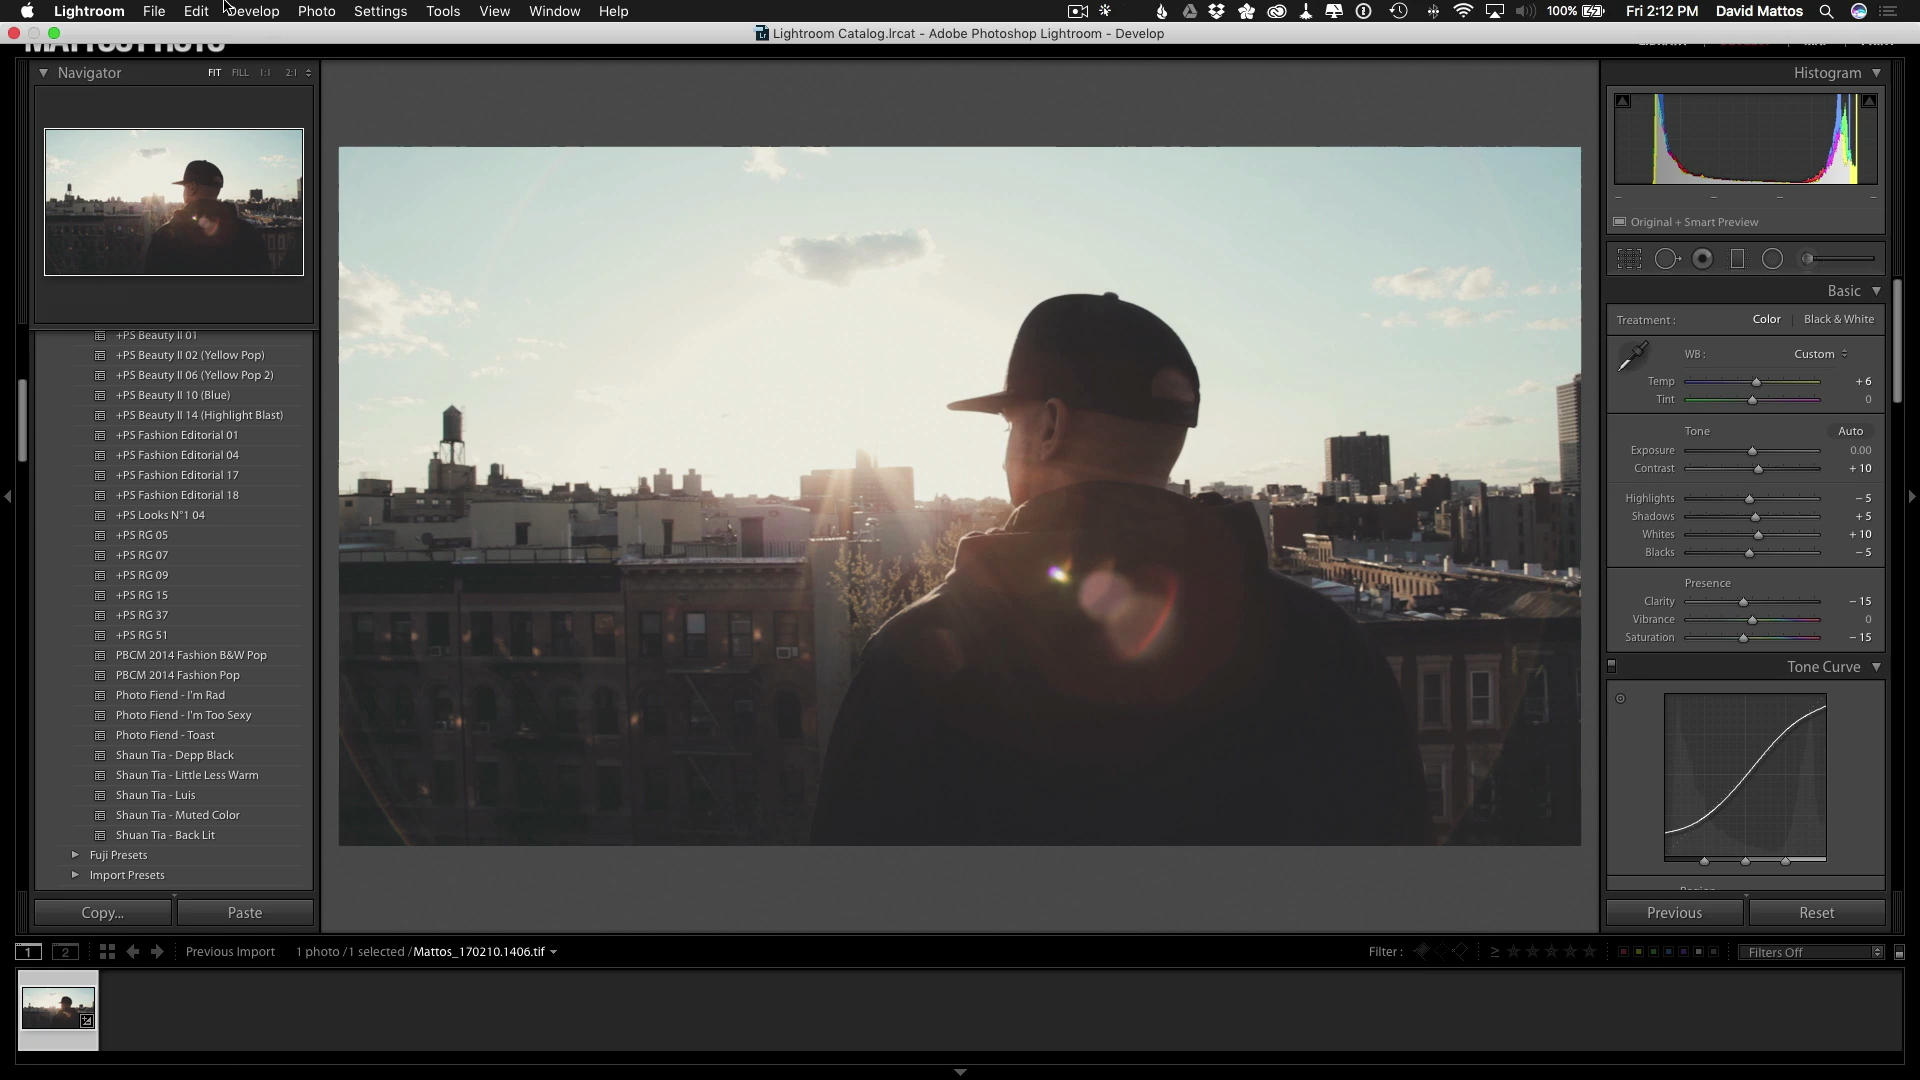 Lightroom File Edit Develop Photo Settings Tools View Window Help 100% Fri 2:12 PM David Mattos
Lightroom Catalog.lrcat - Adobe Photoshop Lightroom - Develop
Navigator FIT FILL 1:1 2:1
+PS Beauty II 01
+PS Beauty II 02 (Yellow Pop)
+PS Beauty II 06 (Yellow Pop 2)
+PS Beauty II 10 (Blue)
+PS Beauty II 14 (Highlight Blast)
+PS Fashion Editorial 01
+PS Fashion Editorial 04
+PS Fashion Editorial 17
+PS Fashion Editorial 18
+PS Looks N°1 04
+PS RG 05
+PS RG 07
+PS RG 09
+PS RG 15
+PS RG 37
+PS RG 51
PBCM 2014 Fashion B&W Pop
PBCM 2014 Fashion Pop
Photo Fiend - I'm Rad
Photo Fiend - I'm Too Sexy
Photo Fiend - Toast
Shaun Tia - Depp Black
Shaun Tia - Little Less Warm
Shaun Tia - Luis
Shaun Tia - Muted Color
Shuan Tia - Back Lit
Fuji Presets
Import Presets
Copy... Paste
Histogram
Original + Smart Preview
Basic
Treatment : Color Black & White
WB : Custom
Temp + 6
Tint 0
Tone Auto
Exposure 0.00
Contrast + 10
Highlights – 5
Shadows + 5
Whites + 10
Blacks – 5
Presence
Clarity – 15
Vibrance 0
Saturation – 15
Tone Curve
Previous Reset
1 2 Previous Import 1 photo / 1 selected / Mattos_170210.1406.tif Filter : ≥ Filters Off